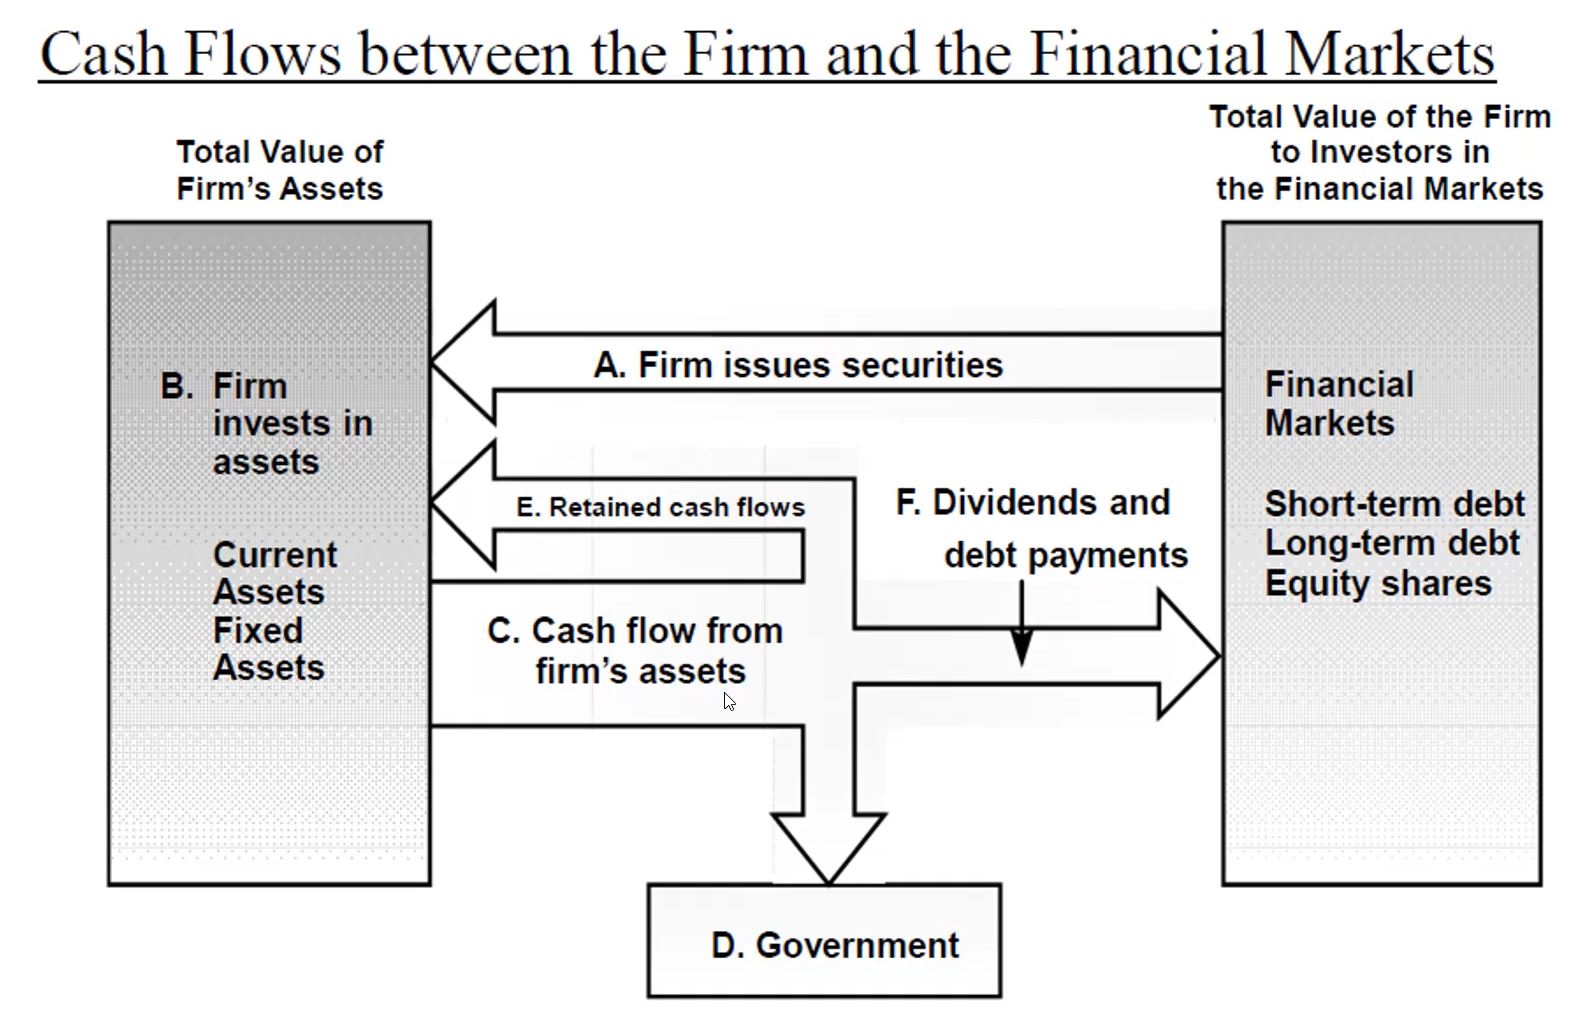 Cash Flows between the Firm and the Financial Markets
Total Value of
Firm's Assets
Total Value of the Firm
to Investors in
the Financial Markets
A. Firm issues securities
B. Firm
invests in
assets
Current
Assets
Fixed
Assets
E. Retained cash flows
C. Cash flow from
firm's assets
F. Dividends and
debt payments
Financial
Markets
Short-term debt
Long-term debt
Equity shares
D. Government